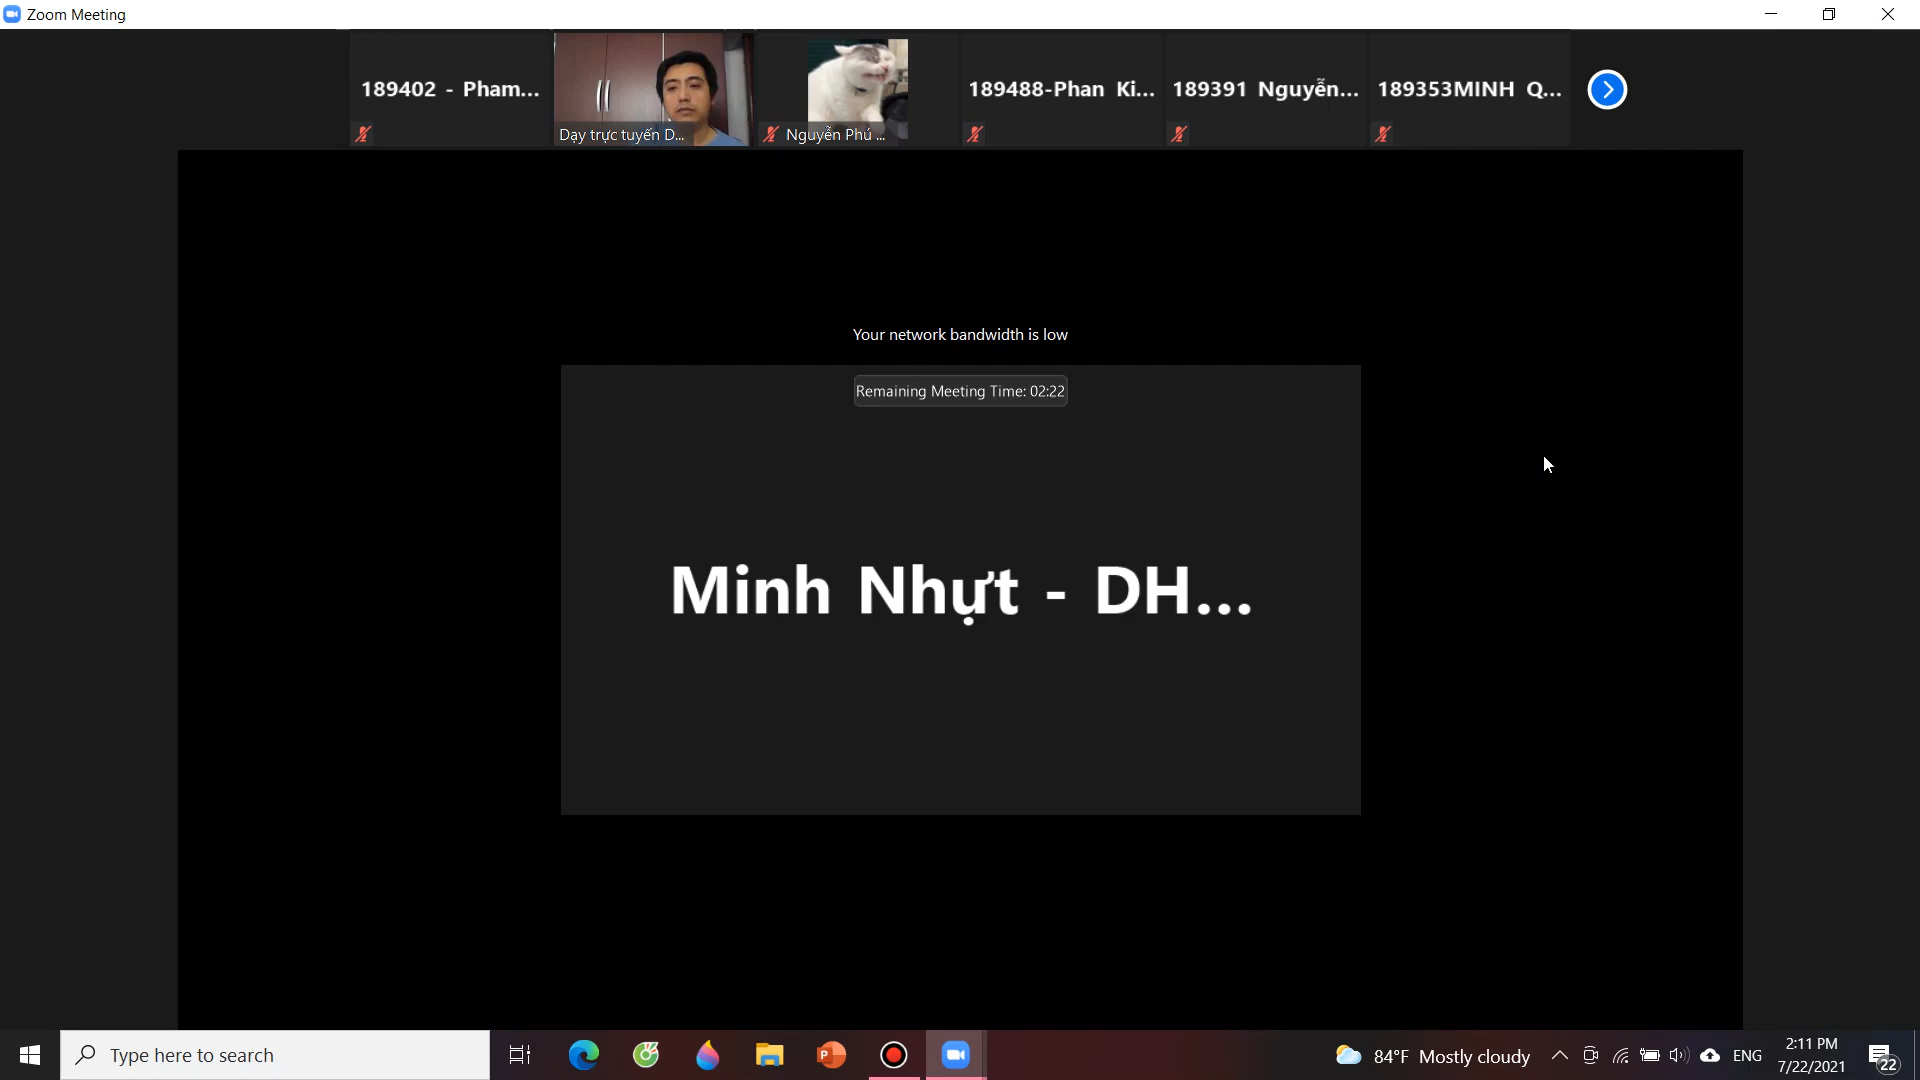 Zoom Meeting
189402 - Pham...
Dạy trực tuyến D...
Nguyễn Phú ...
189488-Phan Ki...
189391 Nguyễn...
189353MINH Q...
Your network bandwidth is low
Remaining Meeting Time: 02:22
Minh Nhựt - DH...
Type here to search
84°F Mostly cloudy
ENG
2:11 PM
7/22/2021
22